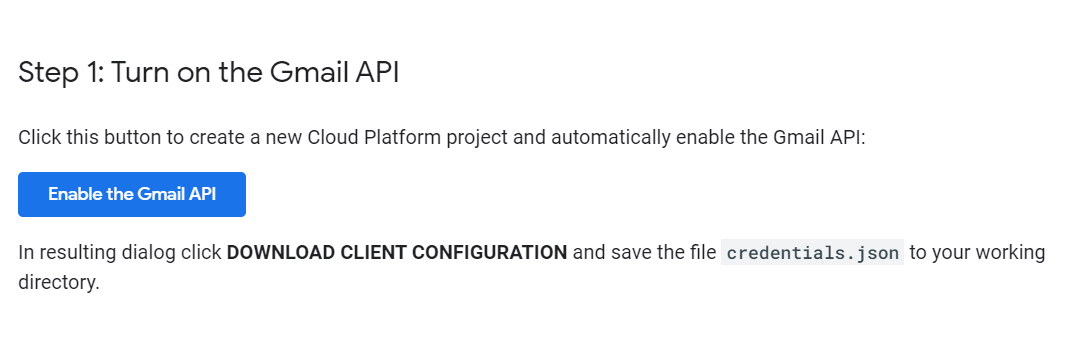 Step 1: Turn on the Gmail API
Click this button to create a new Cloud Platform project and automatically enable the Gmail API:
Enable the Gmail API
In resulting dialog click DOWNLOAD CLIENT CONFIGURATION and save the file credentials.json to your working
directory.